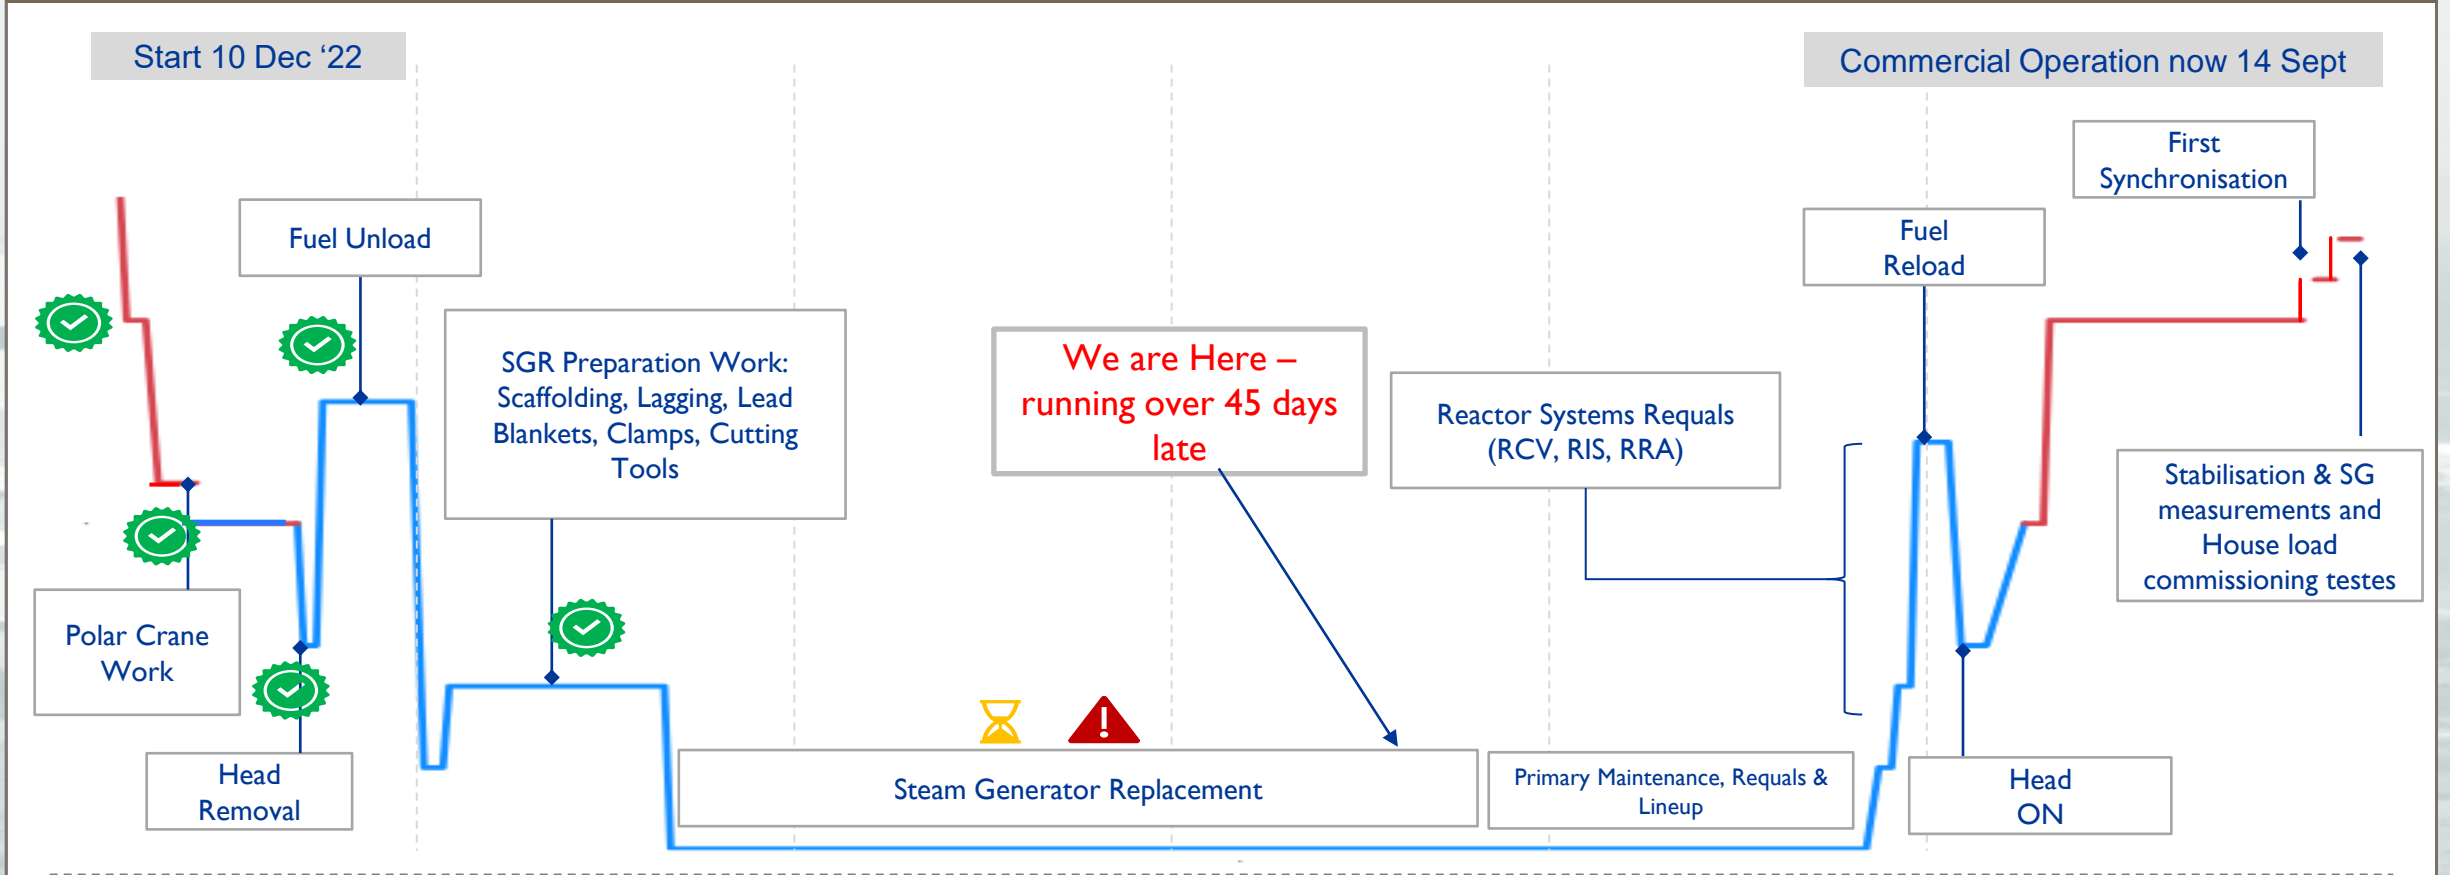 Start 10 Dec ‘22
Commercial Operation now 14 Sept
First
Synchronisation
Fuel Unload
Fuel
Reload
SGR Preparation Work:
Scaffolding, Lagging, Lead
Blankets, Clamps, Cutting
Tools
We are Here –
running over 45 days
late
Reactor Systems Requals
(RCV, RIS, RRA)
Stabilisation & SG
measurements and
House load
commissioning testes
Polar Crane
Work
Head
Removal
Steam Generator Replacement
Primary Maintenance, Requals &
Lineup
Head
ON